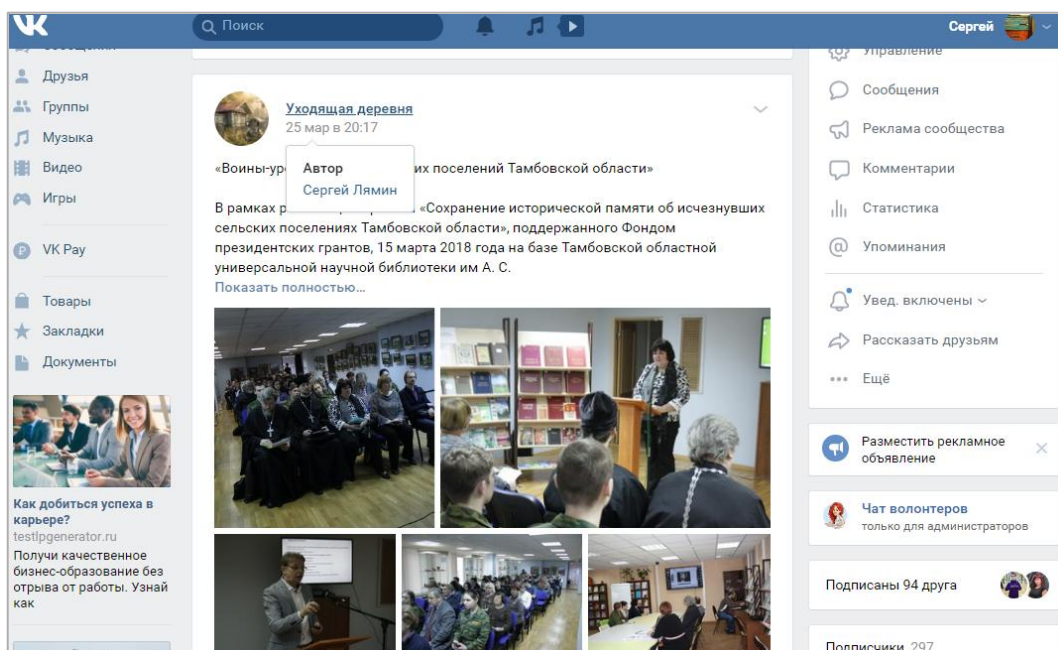 Поиск
Сергей
Друзья
Группы
Музыка
Видео
Игры
VK Pay
Товары
Закладки
Документы
Как добиться успеха в
карьере?
testlpgenerator.ru
Получи качественное
бизнес-образование без
отрыва от работы. Узнай
как
Уходящая деревня
25 мар в 20:17
Автор
Сергей Лямин
поселений Тамбовской области»
В рамках «Сохранение исторической памяти об исчезнувших
сельских поселениях Тамбовской области», поддержанного Фондом
президентских грантов, 15 марта 2018 года на базе Тамбовской областной
универсальной научной библиотеки им А. С.
Показать полностью...
Управление
Сообщения
Реклама сообщества
Комментарии
Статистика
Упоминания
Увед. включены
Рассказать друзьям
Ещё
Разместить рекламное
объявление
Чат волонтеров
только для администраторов
Подписаны 94 друга
Подписчики 297